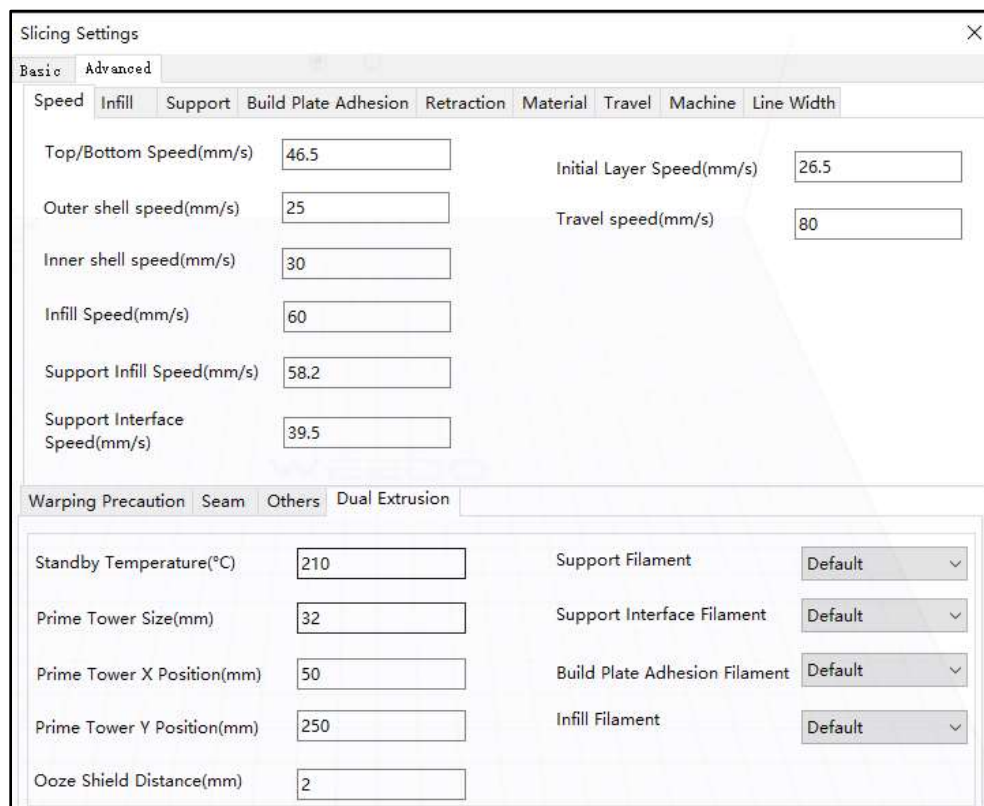 Slicing Settings
Basic Advanced
Speed Infill Support Build Plate Adhesion Retraction Material Travel Machine Line Width
Top/Bottom Speed(mm/s) 46.5
Initial Layer Speed(mm/s) 26.5
Outer shell speed(mm/s) 25
Travel speed(mm/s) 80
Inner shell speed(mm/s) 30
Infill Speed(mm/s) 60
Support Infill Speed(mm/s) 58.2
Support Interface
Speed(mm/s) 39.5
WEEDO
Warping Precaution Seam Others Dual Extrusion
Standby Temperature(°C) 210
Support Filament Default
Prime Tower Size(mm) 32
Support Interface Filament Default
Prime Tower X Position(mm) 50
Build Plate Adhesion Filament Default
Prime Tower Y Position(mm) 250
Infill Filament Default
Ooze Shield Distance(mm) 2